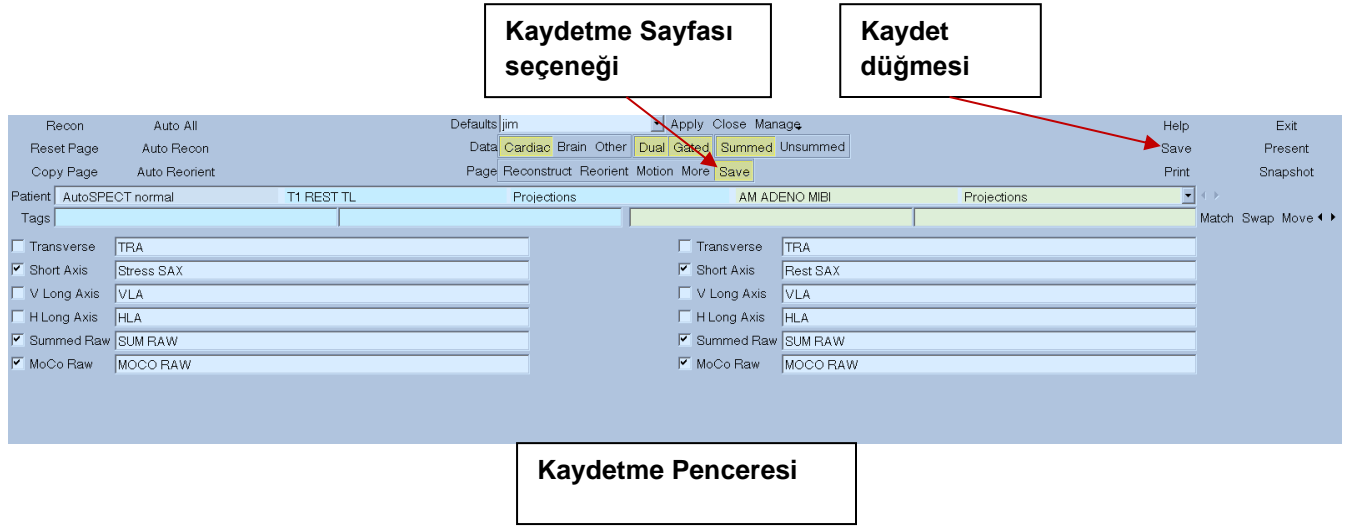 Kaydetme Sayfası
seçeneği
Kaydet
düğmesi
Recon Auto All Defaults jim Apply Close Manage Help Exit
Reset Page Auto Recon Data Cardiac Brain Other Dual Gated Summed Unsummed Save Present
Copy Page Auto Reorient Page Reconstruct Reorient Motion More Save Print Snapshot
Patient AutoSPECT normal T1 REST TL Projections AM ADENO MIBI Projections
Tags Match Swap Move
Transverse TRA Transverse TRA
Short Axis Stress SAX Short Axis Rest SAX
V Long Axis VLA V Long Axis VLA
H Long Axis HLA H Long Axis HLA
Summed Raw SUM RAW Summed Raw SUM RAW
MoCo Raw MOCO RAW MoCo Raw MOCO RAW
Kaydetme Penceresi